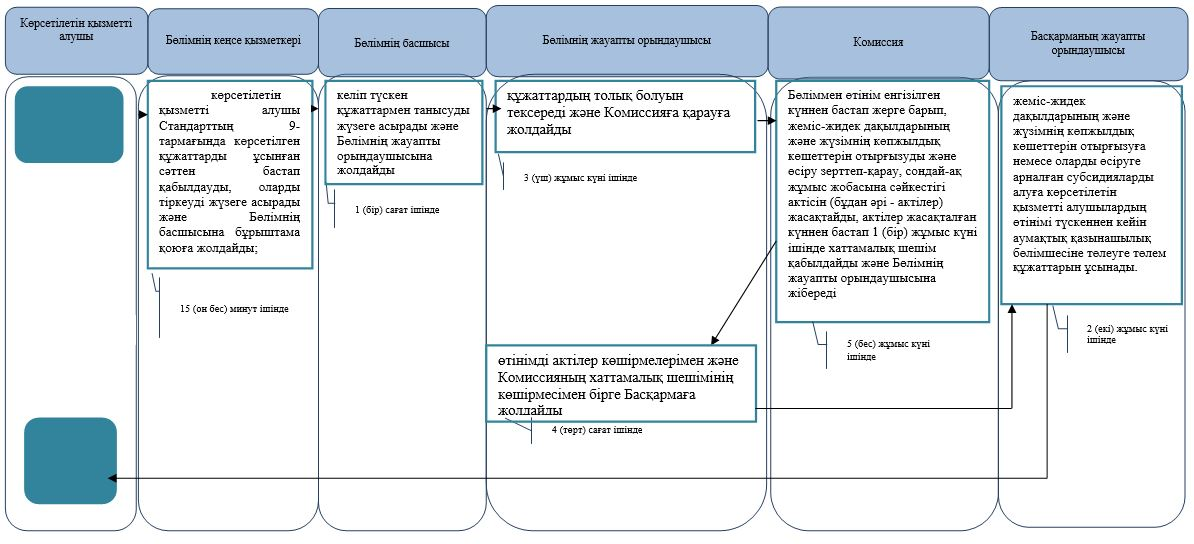 Көрсетілетін қызметті
алушы
Бөлімнің кеңсе қызметкері
Бөлімнің басшысы
Бөлімнің жауапты орындаушысы
Комиссия
Басқарманың жауапты
орындаушысы
көрсетілетін
қызметті алушы
Стандарттың 9-
тармағында көрсетілген
құжаттарды ұсынған
сәттен бастап
қабылдауды, оларды
тіркеуді жүзеге асырады
және Бөлімнің
басшысына бұрыштама
қоюға жолдайды;
15 (он бес) минут ішінде
келіп түскен
құжаттармен танысуды
жүзеге асырады және
Бөлімнің жауапты
орындаушысына
жолдайды
1 (бір) сағат ішінде
құжаттардың толық болуын
тексереді және Комиссияға қарауға
жолдайды
3 (үш) жұмыс күні ішінде
Бөліммен өтінім енгізілген
күннен бастап жерге барып,
жеміс-жидек дақылдарының
және жүзімнің көпжылдық
көшеттерін отырғызуды және
өсіру зерттеп-қарау, сондай-ақ
жұмыс жобасына сәйкестігі
актісін (бұдан әрі - актілер)
жасақтайды, актілер жасақталған
күннен бастап 1 (бір) жұмыс күні
ішінде хаттамалық шешім
қабылдайды және Бөлімнің
жауапты орындаушысына
жібереді
5 (бес) жұмыс күні
ішінде
өтінімді актілер көшірмелерімен және
Комиссияның хаттамалық шешімінің
көшірмесімен бірге Басқармаға
жолдайды
4 (төрт) сағат ішінде
жеміс-жидек
дақылдарының және
жүзімнің көпжылдық
көшеттерін отырғызуға
немесе оларды өсіруге
арналған субсидияларды
алуға көрсетілетін
қызметті алушылардың
өтінімі түскеннен кейін
аумақтық қазынашылық
бөлімшесіне төлеуге төлем
құжаттарын ұсынады.
2 (екі) жұмыс күні
ішінде